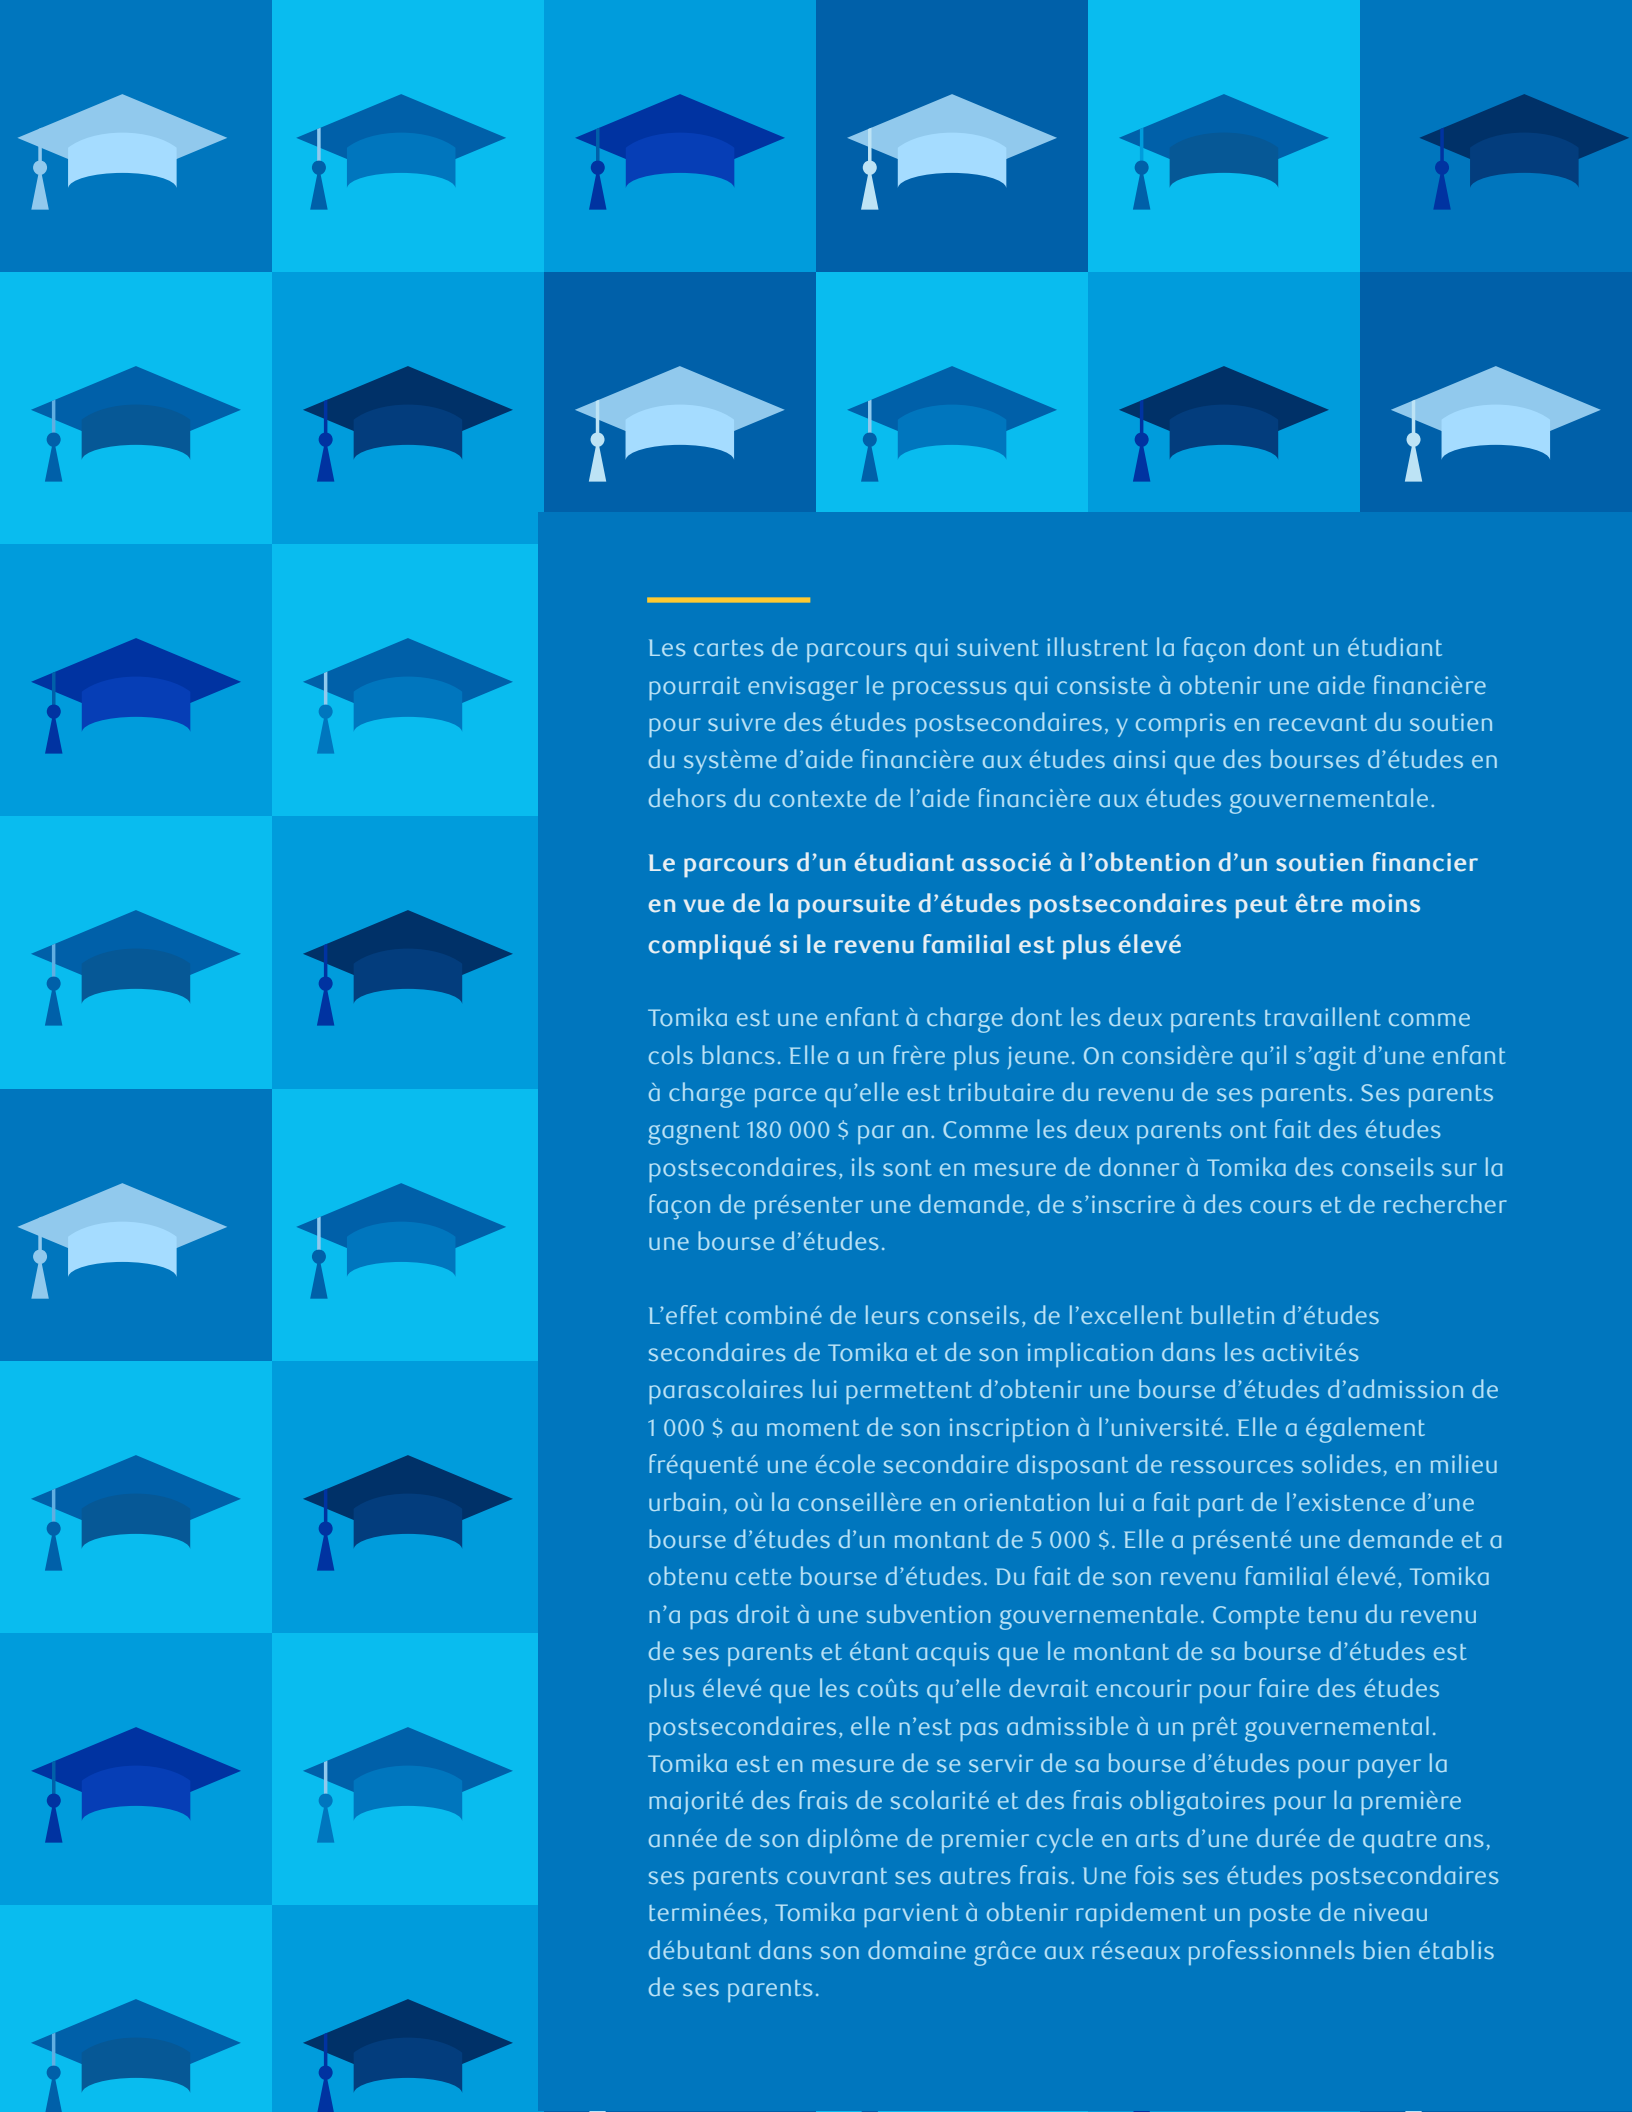 Les cartes de parcours qui suivent illustrent la façon dont un étudiant
pourrait envisager le processus qui consiste à obtenir une aide financière
pour suivre des études postsecondaires, y compris en recevant du soutien
du système d’aide financière aux études ainsi que des bourses d’études en
dehors du contexte de l’aide financière aux études gouvernementale.
Le parcours d’un étudiant associé à l’obtention d’un soutien financier
en vue de la poursuite d’études postsecondaires peut être moins
compliqué si le revenu familial est plus élevé
Tomika est une enfant à charge dont les deux parents travaillent comme
cols blancs. Elle a un frère plus jeune. On considère qu’il s’agit d’une enfant
à charge parce qu’elle est tributaire du revenu de ses parents. Ses parents
gagnent 180 000 $ par an. Comme les deux parents ont fait des études
postsecondaires, ils sont en mesure de donner à Tomika des conseils sur la
façon de présenter une demande, de s’inscrire à des cours et de rechercher
une bourse d’études.
L’effet combiné de leurs conseils, de l’excellent bulletin d’études
secondaires de Tomika et de son implication dans les activités
parascolaires lui permettent d’obtenir une bourse d’études d’admission de
1 000 $ au moment de son inscription à l’université. Elle a également
fréquenté une école secondaire disposant de ressources solides, en milieu
urbain, où la conseillère en orientation lui a fait part de l’existence d’une
bourse d’études d’un montant de 5 000 $. Elle a présenté une demande et a
obtenu cette bourse d’études. Du fait de son revenu familial élevé, Tomika
n’a pas droit à une subvention gouvernementale. Compte tenu du revenu
de ses parents et étant acquis que le montant de sa bourse d’études est
plus élevé que les coûts qu’elle devrait encourir pour faire des études
postsecondaires, elle n’est pas admissible à un prêt gouvernemental.
Tomika est en mesure de se servir de sa bourse d’études pour payer la
majorité des frais de scolarité et des frais obligatoires pour la première
année de son diplôme de premier cycle en arts d’une durée de quatre ans,
ses parents couvrant ses autres frais. Une fois ses études postsecondaires
terminées, Tomika parvient à obtenir rapidement un poste de niveau
débutant dans son domaine grâce aux réseaux professionnels bien établis
de ses parents.